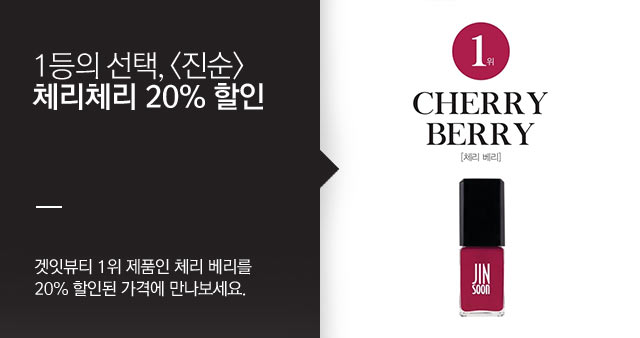 1등의 선택, <진순>
체리체리 20% 할인
겟잇뷰티 1위 제품인 체리 베리를
20% 할인된 가격에 만나보세요.
1위
CHERRY
BERRY
[체리 베리]
JIN
soon